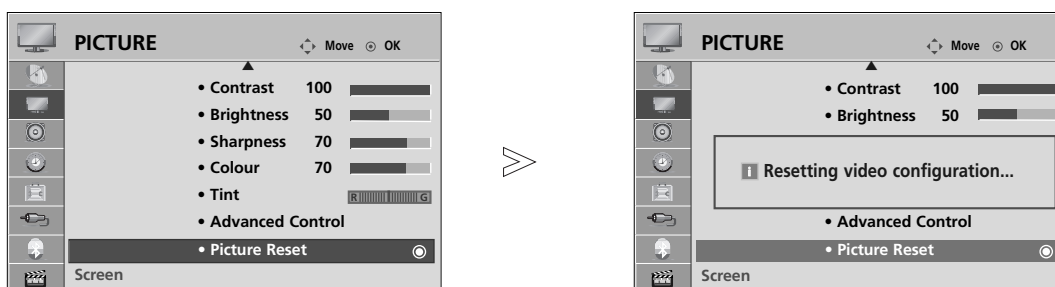 PICTURE Move OK
• Contrast 100
• Brightness 50
• Sharpness 70
• Colour 70
• Tint R G
• Advanced Control
• Picture Reset
Screen
PICTURE Move OK
• Contrast 100
• Brightness 50
i Resetting video configuration...
• Advanced Control
• Picture Reset
Screen